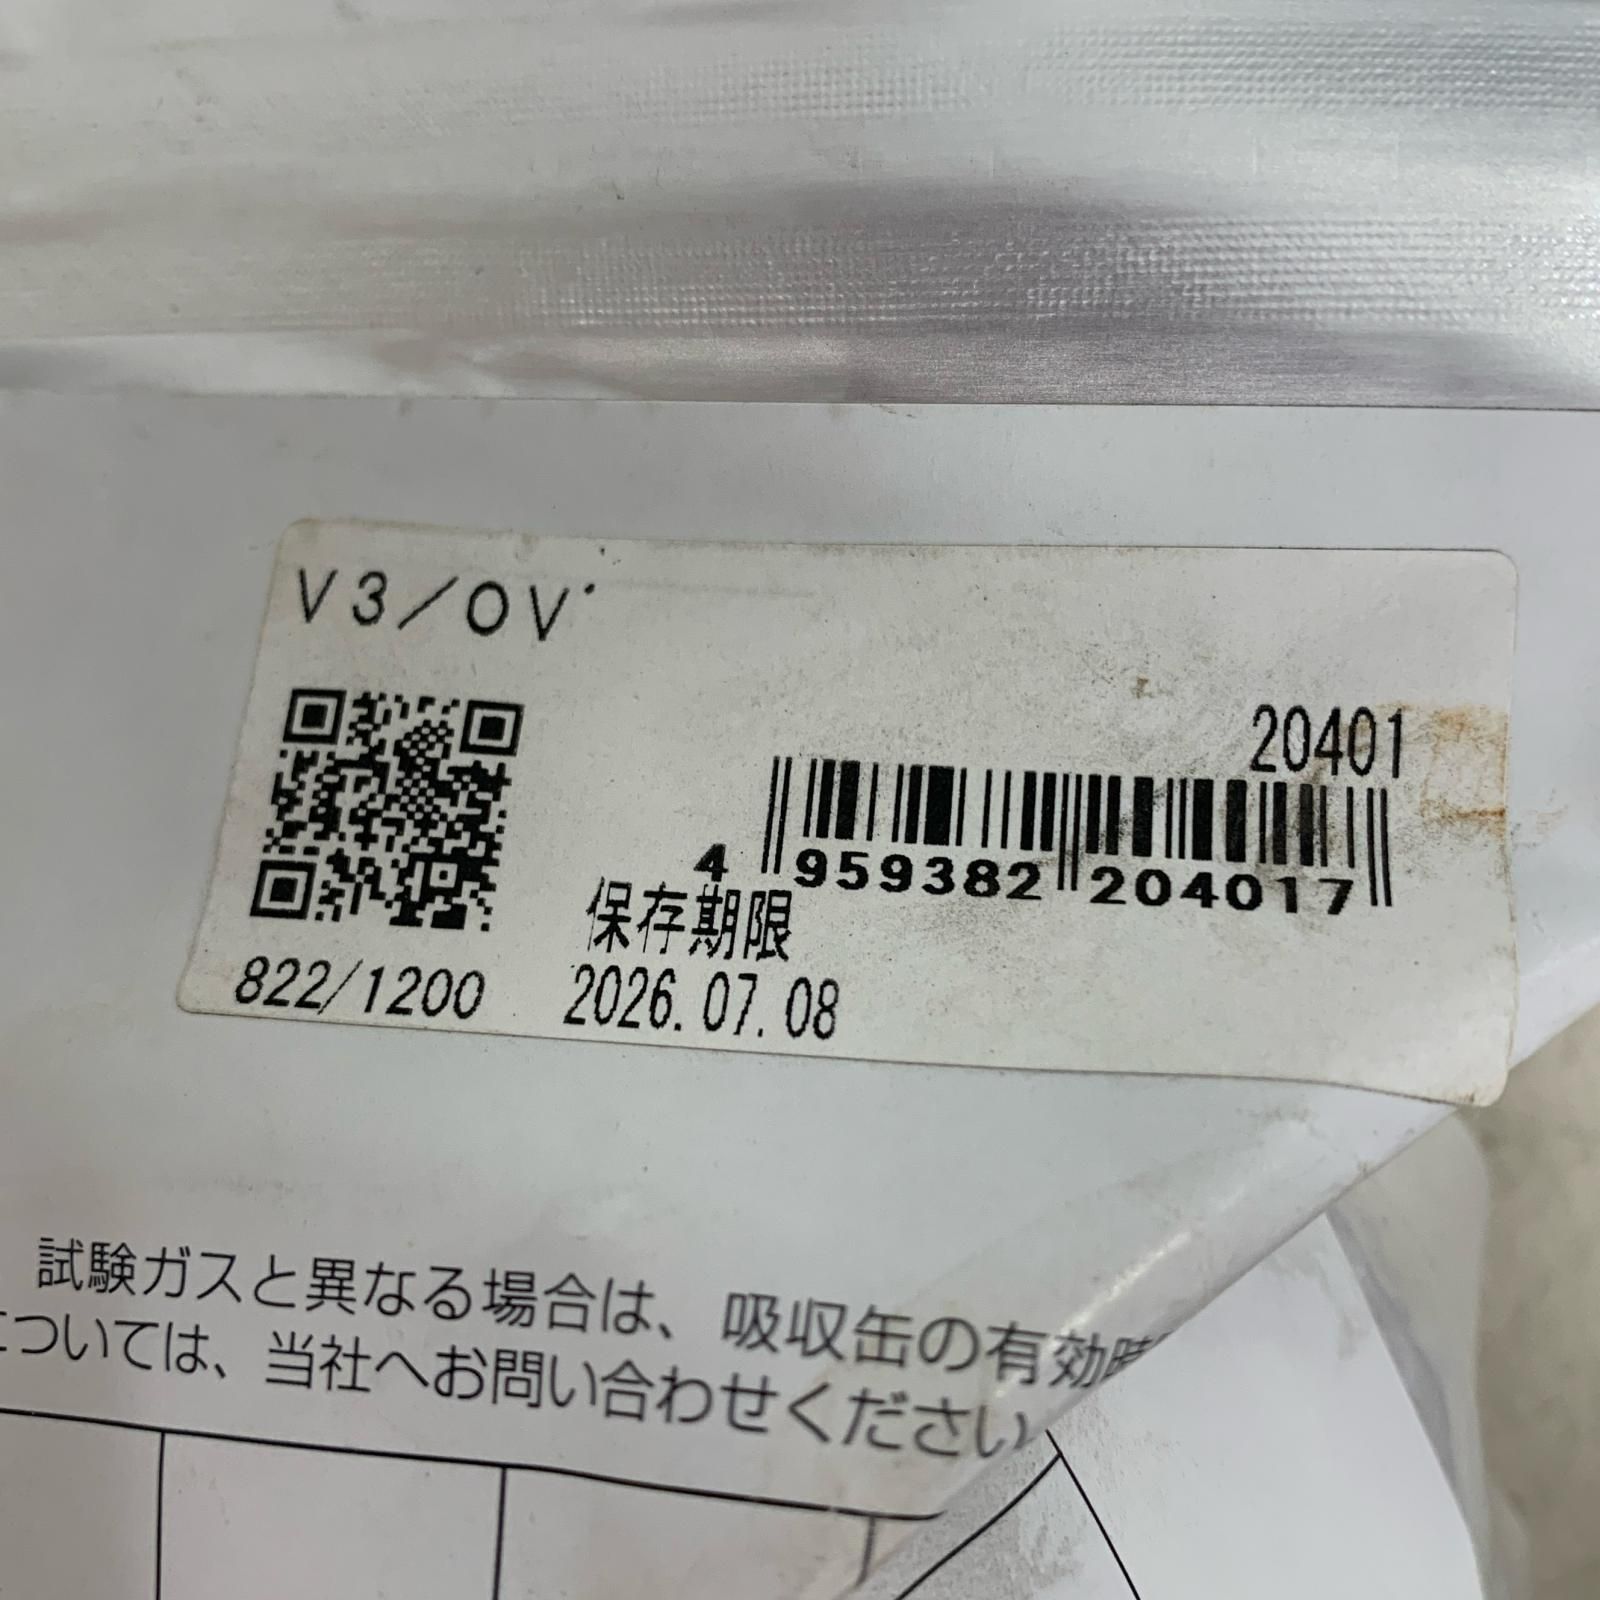 V3/OV
20401
4 959382 204017
保存期限
822/1200 2026.07.08
試験ガスと異なる場合は、吸収缶の有効
ついては、当社へお問い合わせください